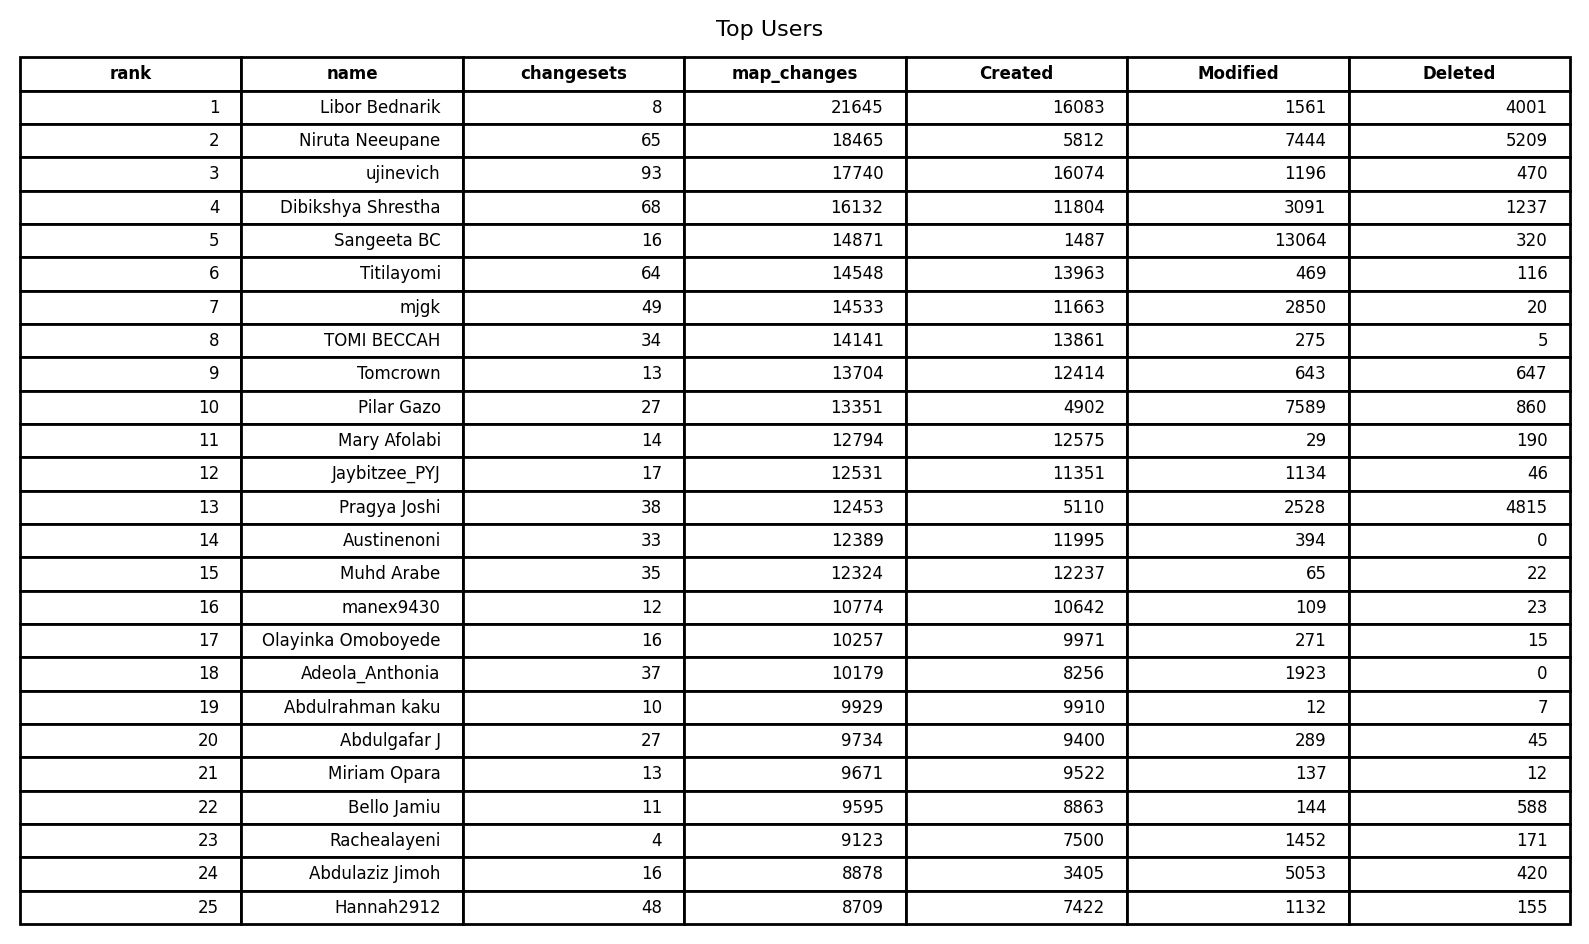 Top Users
rank name changesets map_changes Created Modified Deleted
1 Libor Bednarik 8 21645 16083 1561 4001
2 Niruta Neeupane 65 18465 5812 7444 5209
3 ujinevich 93 17740 16074 1196 470
4 Dibikshya Shrestha 68 16132 11804 3091 1237
5 Sangeeta BC 16 14871 1487 13064 320
6 Titilayomi 64 14548 13963 469 116
7 mjgk 49 14533 11663 2850 20
8 TOMI BECCAH 34 14141 13861 275 5
9 Tomcrown 13 13704 12414 643 647
10 Pilar Gazo 27 13351 4902 7589 860
11 Mary Afolabi 14 12794 12575 29 190
12 Jaybitzee_PYJ 17 12531 11351 1134 46
13 Pragya Joshi 38 12453 5110 2528 4815
14 Austinenoni 33 12389 11995 394 0
15 Muhd Arabe 35 12324 12237 65 22
16 manex9430 12 10774 10642 109 23
17 Olayinka Omoboyede 16 10257 9971 271 15
18 Adeola_Anthonia 37 10179 8256 1923 0
19 Abdulrahman kaku 10 9929 9910 12 7
20 Abdulgafar J 27 9734 9400 289 45
21 Miriam Opara 13 9671 9522 137 12
22 Bello Jamiu 11 9595 8863 144 588
23 Rachealayeni 4 9123 7500 1452 171
24 Abdulaziz Jimoh 16 8878 3405 5053 420
25 Hannah2912 48 8709 7422 1132 155